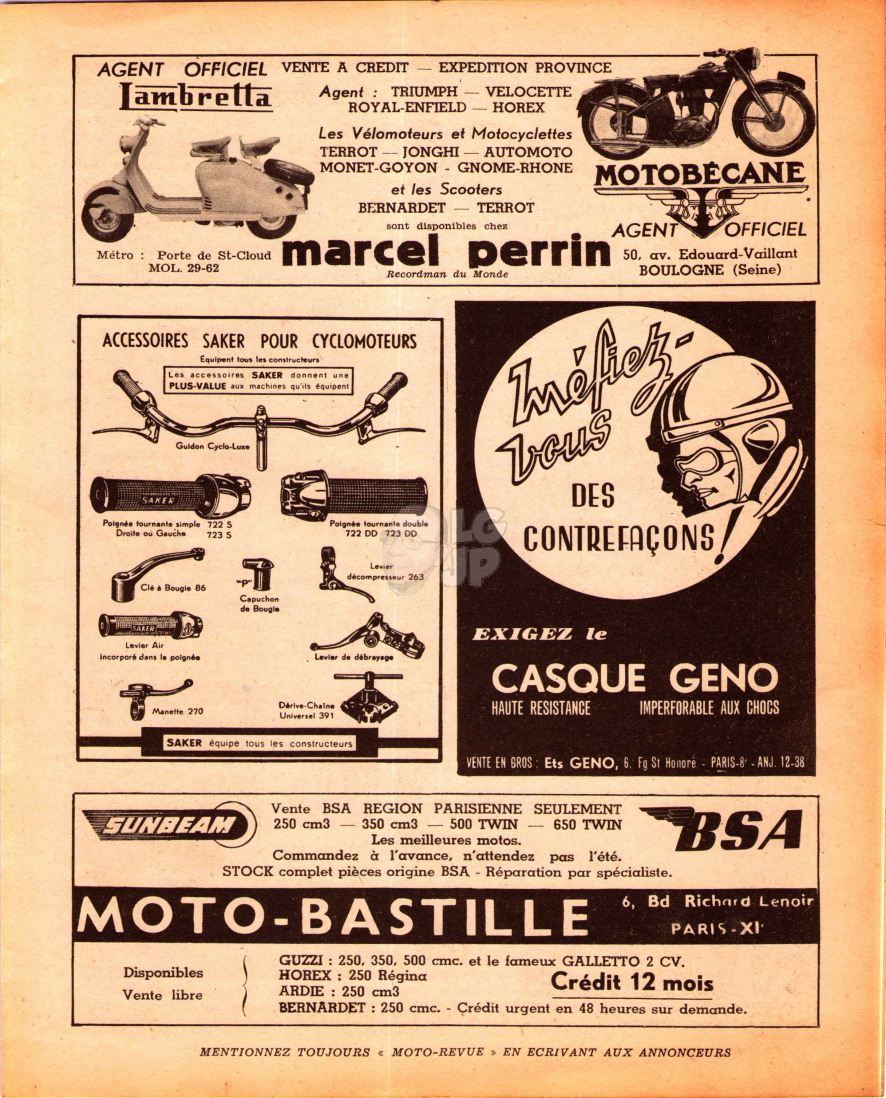 AGENT OFFICIEL
Lambretta
VENTE A CREDIT — EXPEDITION PROVINCE
Agent : TRIUMPH — VELOCETTE
ROYAL-ENFIELD — HOREX
Les Vélomoteurs et Motocyclettes
TERROT — JONGHI — AUTOMOTO
MONET-GOYON - GNOME-RHONE
et les Scooters
BERNARDET — TERROT
sont disponibles chez
marcel perrin
Recordman du Monde
Métro : Porte de St-Cloud
MOL. 29-62
MOTOBÉCANE
AGENT OFFICIEL
50, av. Edouard-Vaillant
BOULOGNE (Seine)
ACCESSOIRES SAKER POUR CYCLOMOTEURS
Équipent tous les constructeurs
Les accessoires SAKER donnent une
PLUS-VALUE aux machines qu'ils équipent
Guidon Cyclo-Luxe
SAKER
Poignée tournante simple 722 S
Droite ou Gauche 723 S
Poignée tournante double
722 DD 723 DD
Clé à Bougie 86
Capuchon
de Bougie
Levier
décompresseur 263
SAKER
Levier Air
incorporé dans la poignée
Levier de débrayage
Manette 270
Dérive-Chaîne
Universel 391
SAKER équipe tous les constructeurs
Méfiez-
vous
DES
CONTREFAÇONS!
EXIGEZ le
CASQUE GENO
HAUTE RESISTANCE IMPERFORABLE AUX CHOCS
VENTE EN GROS : Ets GENO, 6, Fg St Honoré - PARIS-8e - ANJ. 12-38
SUNBEAM
Vente BSA REGION PARISIENNE SEULEMENT
250 cm3 — 350 cm3 — 500 TWIN — 650 TWIN
Les meilleures motos.
Commandez à l'avance, n'attendez pas l'été.
STOCK complet pièces origine BSA - Réparation par spécialiste.
BSA
MOTO-BASTILLE
6, Bd Richard Lenoir
PARIS-XIe
Disponibles
Vente libre
GUZZI : 250, 350, 500 cmc. et le fameux GALLETTO 2 CV.
HOREX : 250 Régina
ARDIE : 250 cm3
BERNARDET : 250 cmc. - Crédit urgent en 48 heures sur demande.
Crédit 12 mois
MENTIONNEZ TOUJOURS « MOTO-REVUE » EN ECRIVANT AUX ANNONCEURS